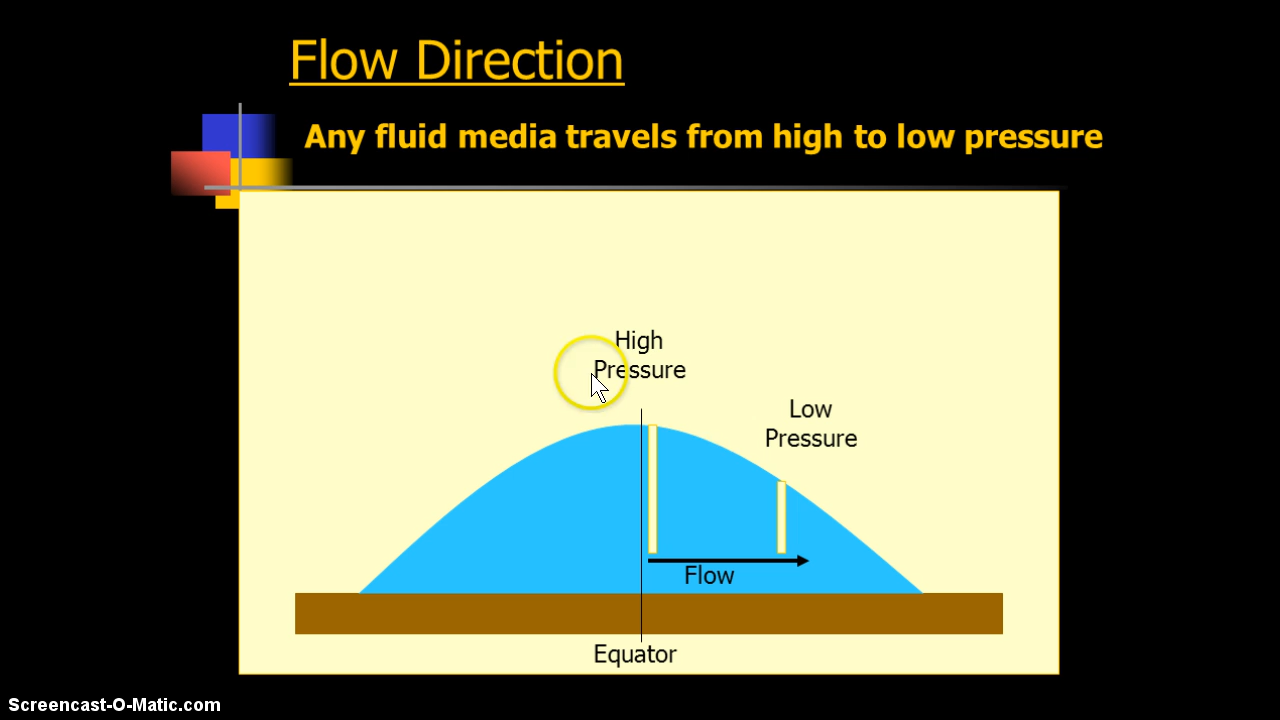 Flow Direction
Any fluid media travels from high to low pressure
High
Pressure
Low
Pressure
Flow
Equator
Screencast-O-Matic.com